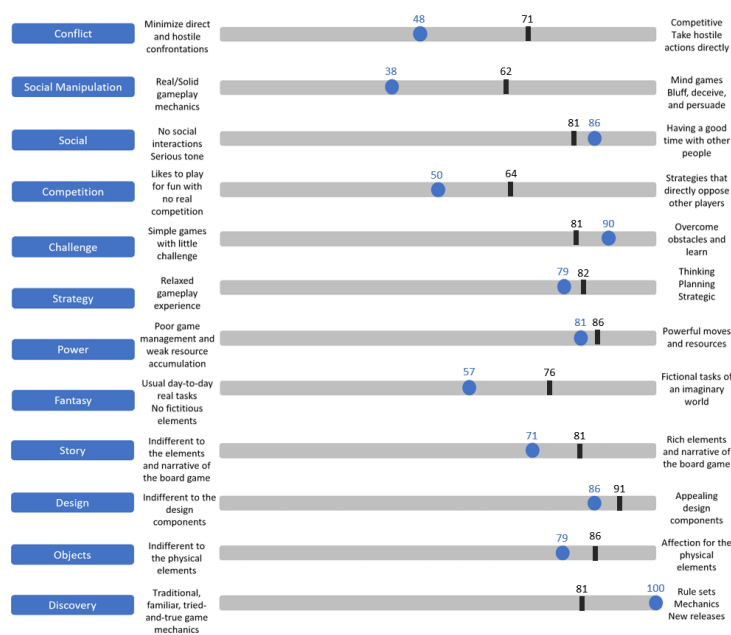 Conflict
Minimize direct
and hostile
confrontations
48
71
Competitive
Take hostile
actions directly
Social Manipulation
Real/Solid
gameplay
mechanics
38
62
Mind games
Bluff, deceive,
and persuade
Social
No social
interactions
Serious tone
81
86
Having a good
time with other
people
Competition
Likes to play
for fun with
no real
competition
50
64
Strategies that
directly oppose
other players
Challenge
Simple games
with little
challenge
81
90
Overcome
obstacles and
learn
Strategy
Relaxed
gameplay
experience
79
82
Thinking
Planning
Strategic
Power
Poor game
management and
weak resource
accumulation
81
86
Powerful moves
and resources
Fantasy
Usual day-to-day
real tasks
No fictitious
elements
57
76
Fictional tasks of
an imaginary
world
Story
Indifferent to
the elements
and narrative of
the board game
71
81
Rich elements
and narrative of
the board game
Design
Indifferent to the
design
components
86
91
Appealing
design
components
Objects
Indifferent to
the physical
elements
79
86
Affection for the
physical
elements
Discovery
Traditional,
familiar, tried-
and-true game
mechanics
81
100
Rule sets
Mechanics
New releases